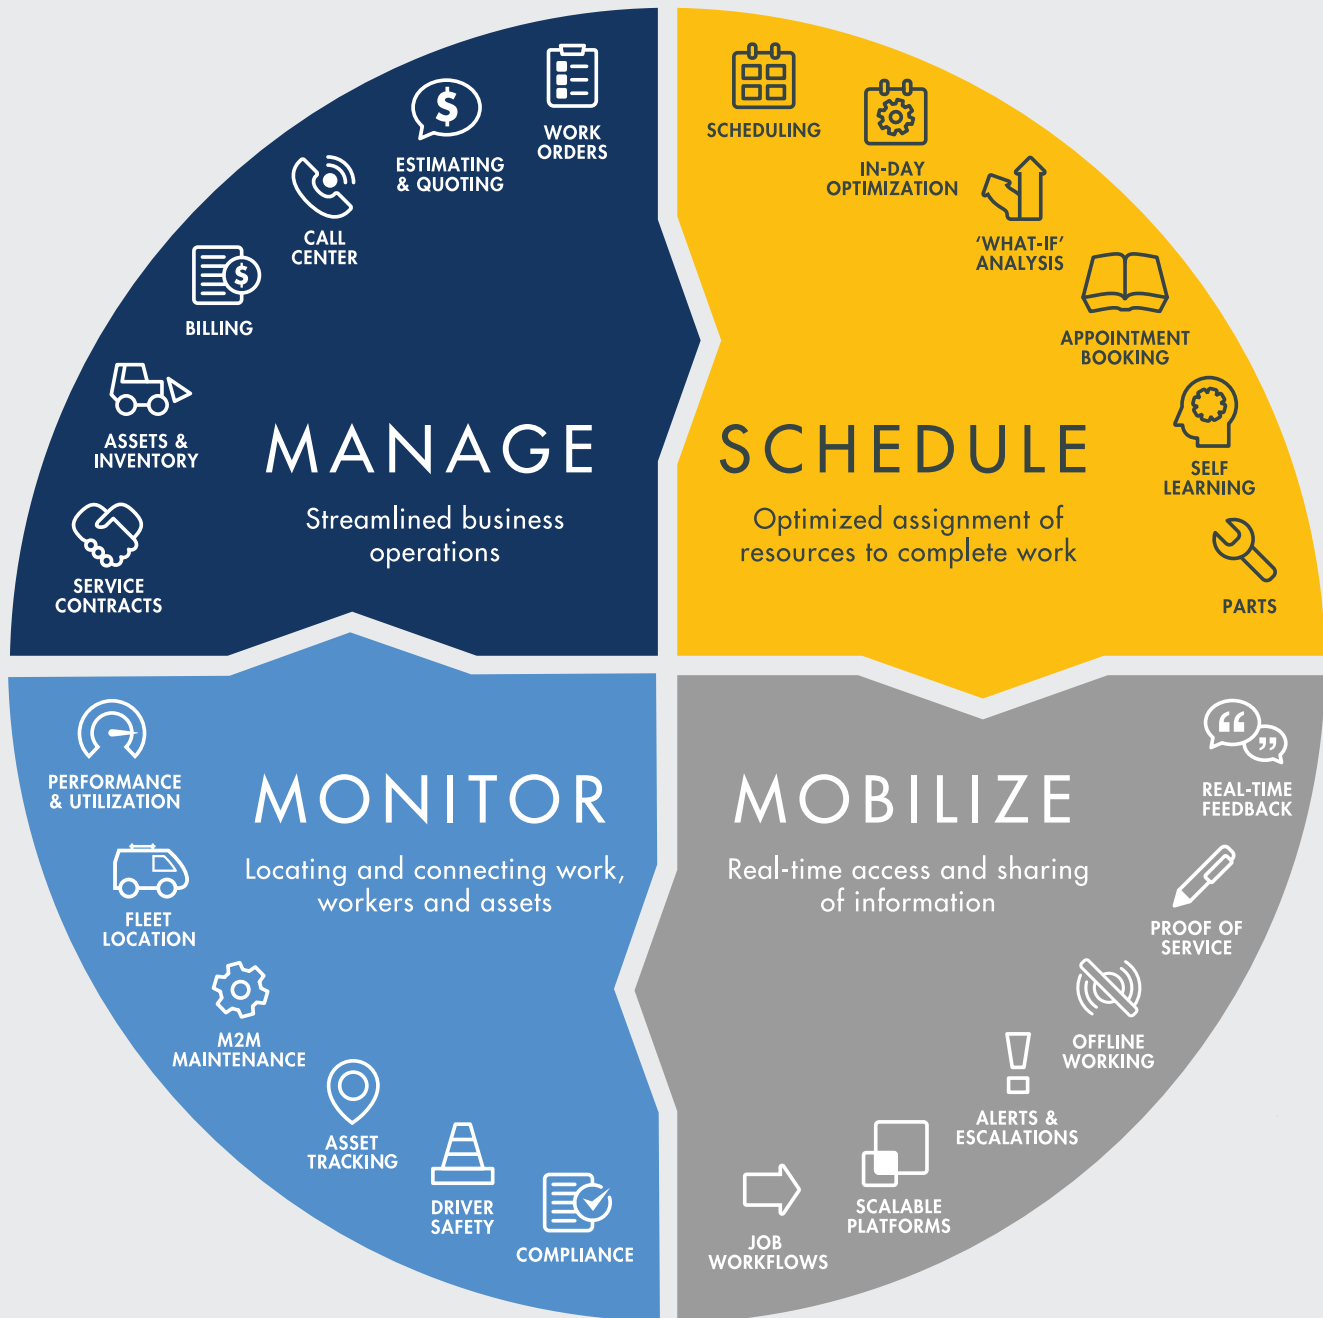 WORK
ORDERS
ESTIMATING
& QUOTING
CALL
CENTER
BILLING
ASSETS &
INVENTORY
SERVICE
CONTRACTS
MANAGE
Streamlined business
operations
SCHEDULING
IN-DAY
OPTIMIZATION
‘WHAT-IF’
ANALYSIS
APPOINTMENT
BOOKING
SELF
LEARNING
PARTS
SCHEDULE
Optimized assignment of
resources to complete work
PERFORMANCE
& UTILIZATION
FLEET
LOCATION
M2M
MAINTENANCE
ASSET
TRACKING
DRIVER
SAFETY
COMPLIANCE
MONITOR
Locating and connecting work,
workers and assets
MOBILIZE
Real-time access and sharing
of information
REAL-TIME
FEEDBACK
PROOF OF
SERVICE
OFFLINE
WORKING
ALERTS &
ESCALATIONS
SCALABLE
PLATFORMS
JOB
WORKFLOWS